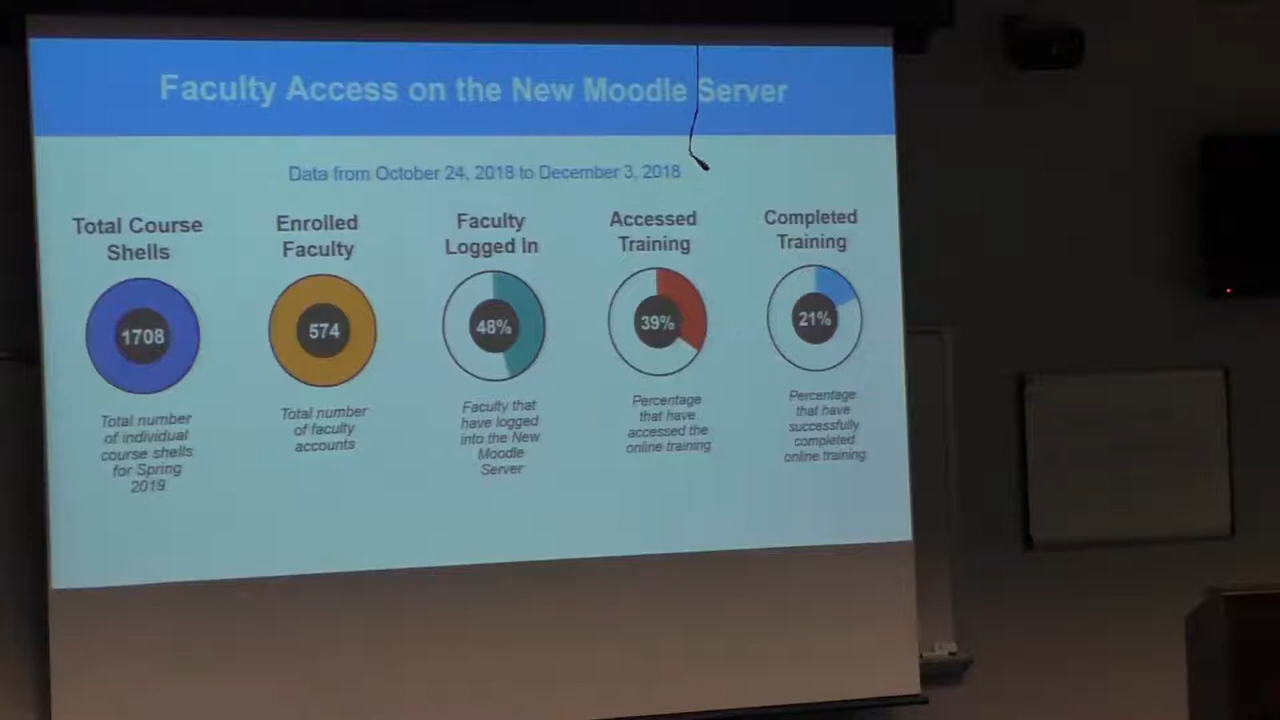 Faculty Access on the New Moodle Server
Data from October 24, 2018 to December 3, 2018
Total Course
Shells
1708
Total number
of individual
course shells
for Spring
2019
Enrolled
Faculty
574
Total number
of faculty
accounts
Faculty
Logged In
48%
Faculty that
have logged
into the New
Moodle
Server
Accessed
Training
39%
Percentage
that have
accessed the
online training
Completed
Training
21%
Percentage
that have
successfully
completed
online training